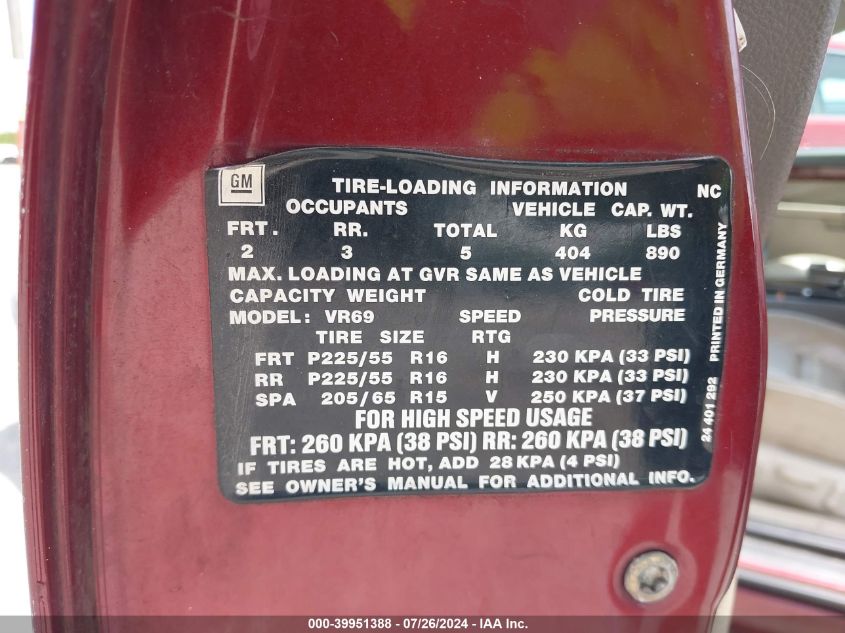 GM
TIRE-LOADING INFORMATION NC
OCCUPANTS VEHICLE CAP. WT.
FRT. RR. TOTAL KG LBS
2 3 5 404 890
MAX. LOADING AT GVR SAME AS VEHICLE
CAPACITY WEIGHT COLD TIRE
MODEL: VR69 SPEED PRESSURE
TIRE SIZE RTG
FRT P225/55 R16 H 230 KPA (33 PSI)
RR P225/55 R16 H 230 KPA (33 PSI)
SPA 205/65 R15 V 250 KPA (37 PSI)
FOR HIGH SPEED USAGE
FRT: 260 KPA (38 PSI) RR: 260 KPA (38 PSI)
IF TIRES ARE HOT, ADD 28 KPA (4 PSI)
SEE OWNER'S MANUAL FOR ADDITIONAL INFO.
24 401 292 PRINTED IN GERMANY
000-39951388 / 07/26/2024 - IAA Inc.